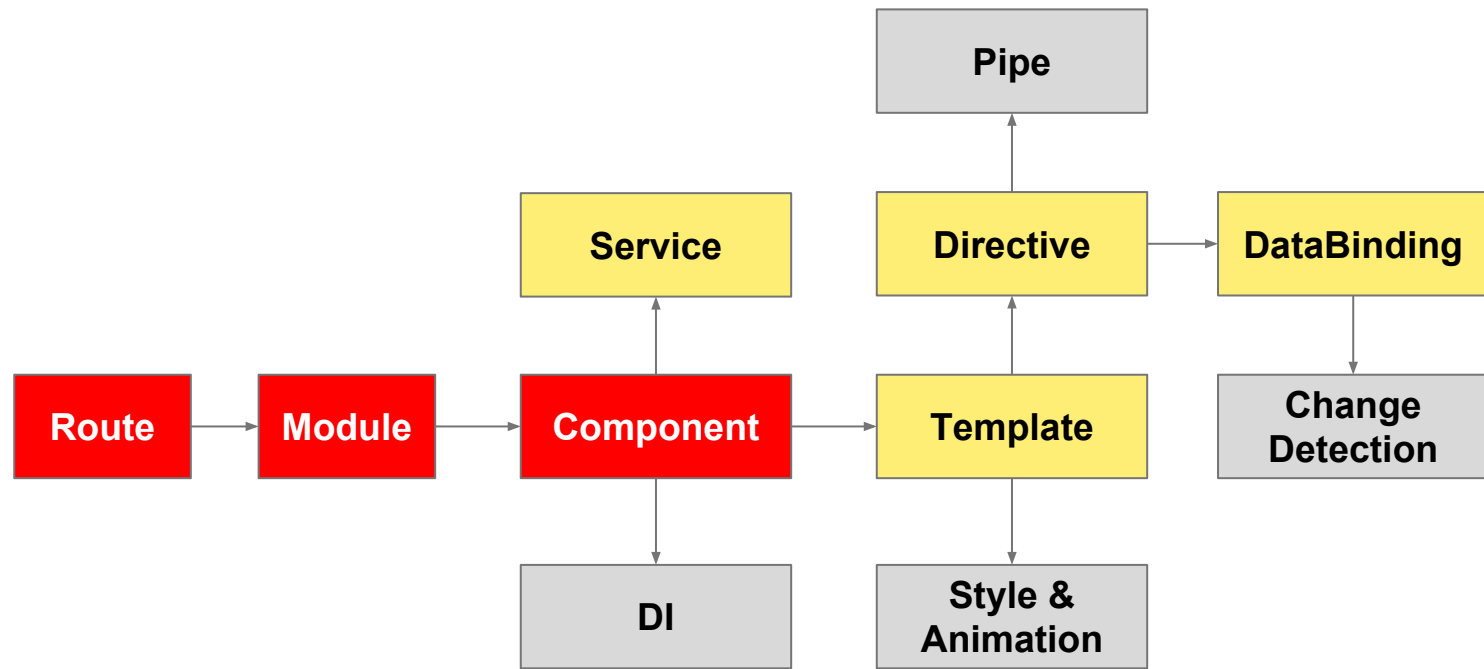 Pipe
Service
Directive
DataBinding
Route
Module
Component
Template
Change
Detection
DI
Style &
Animation